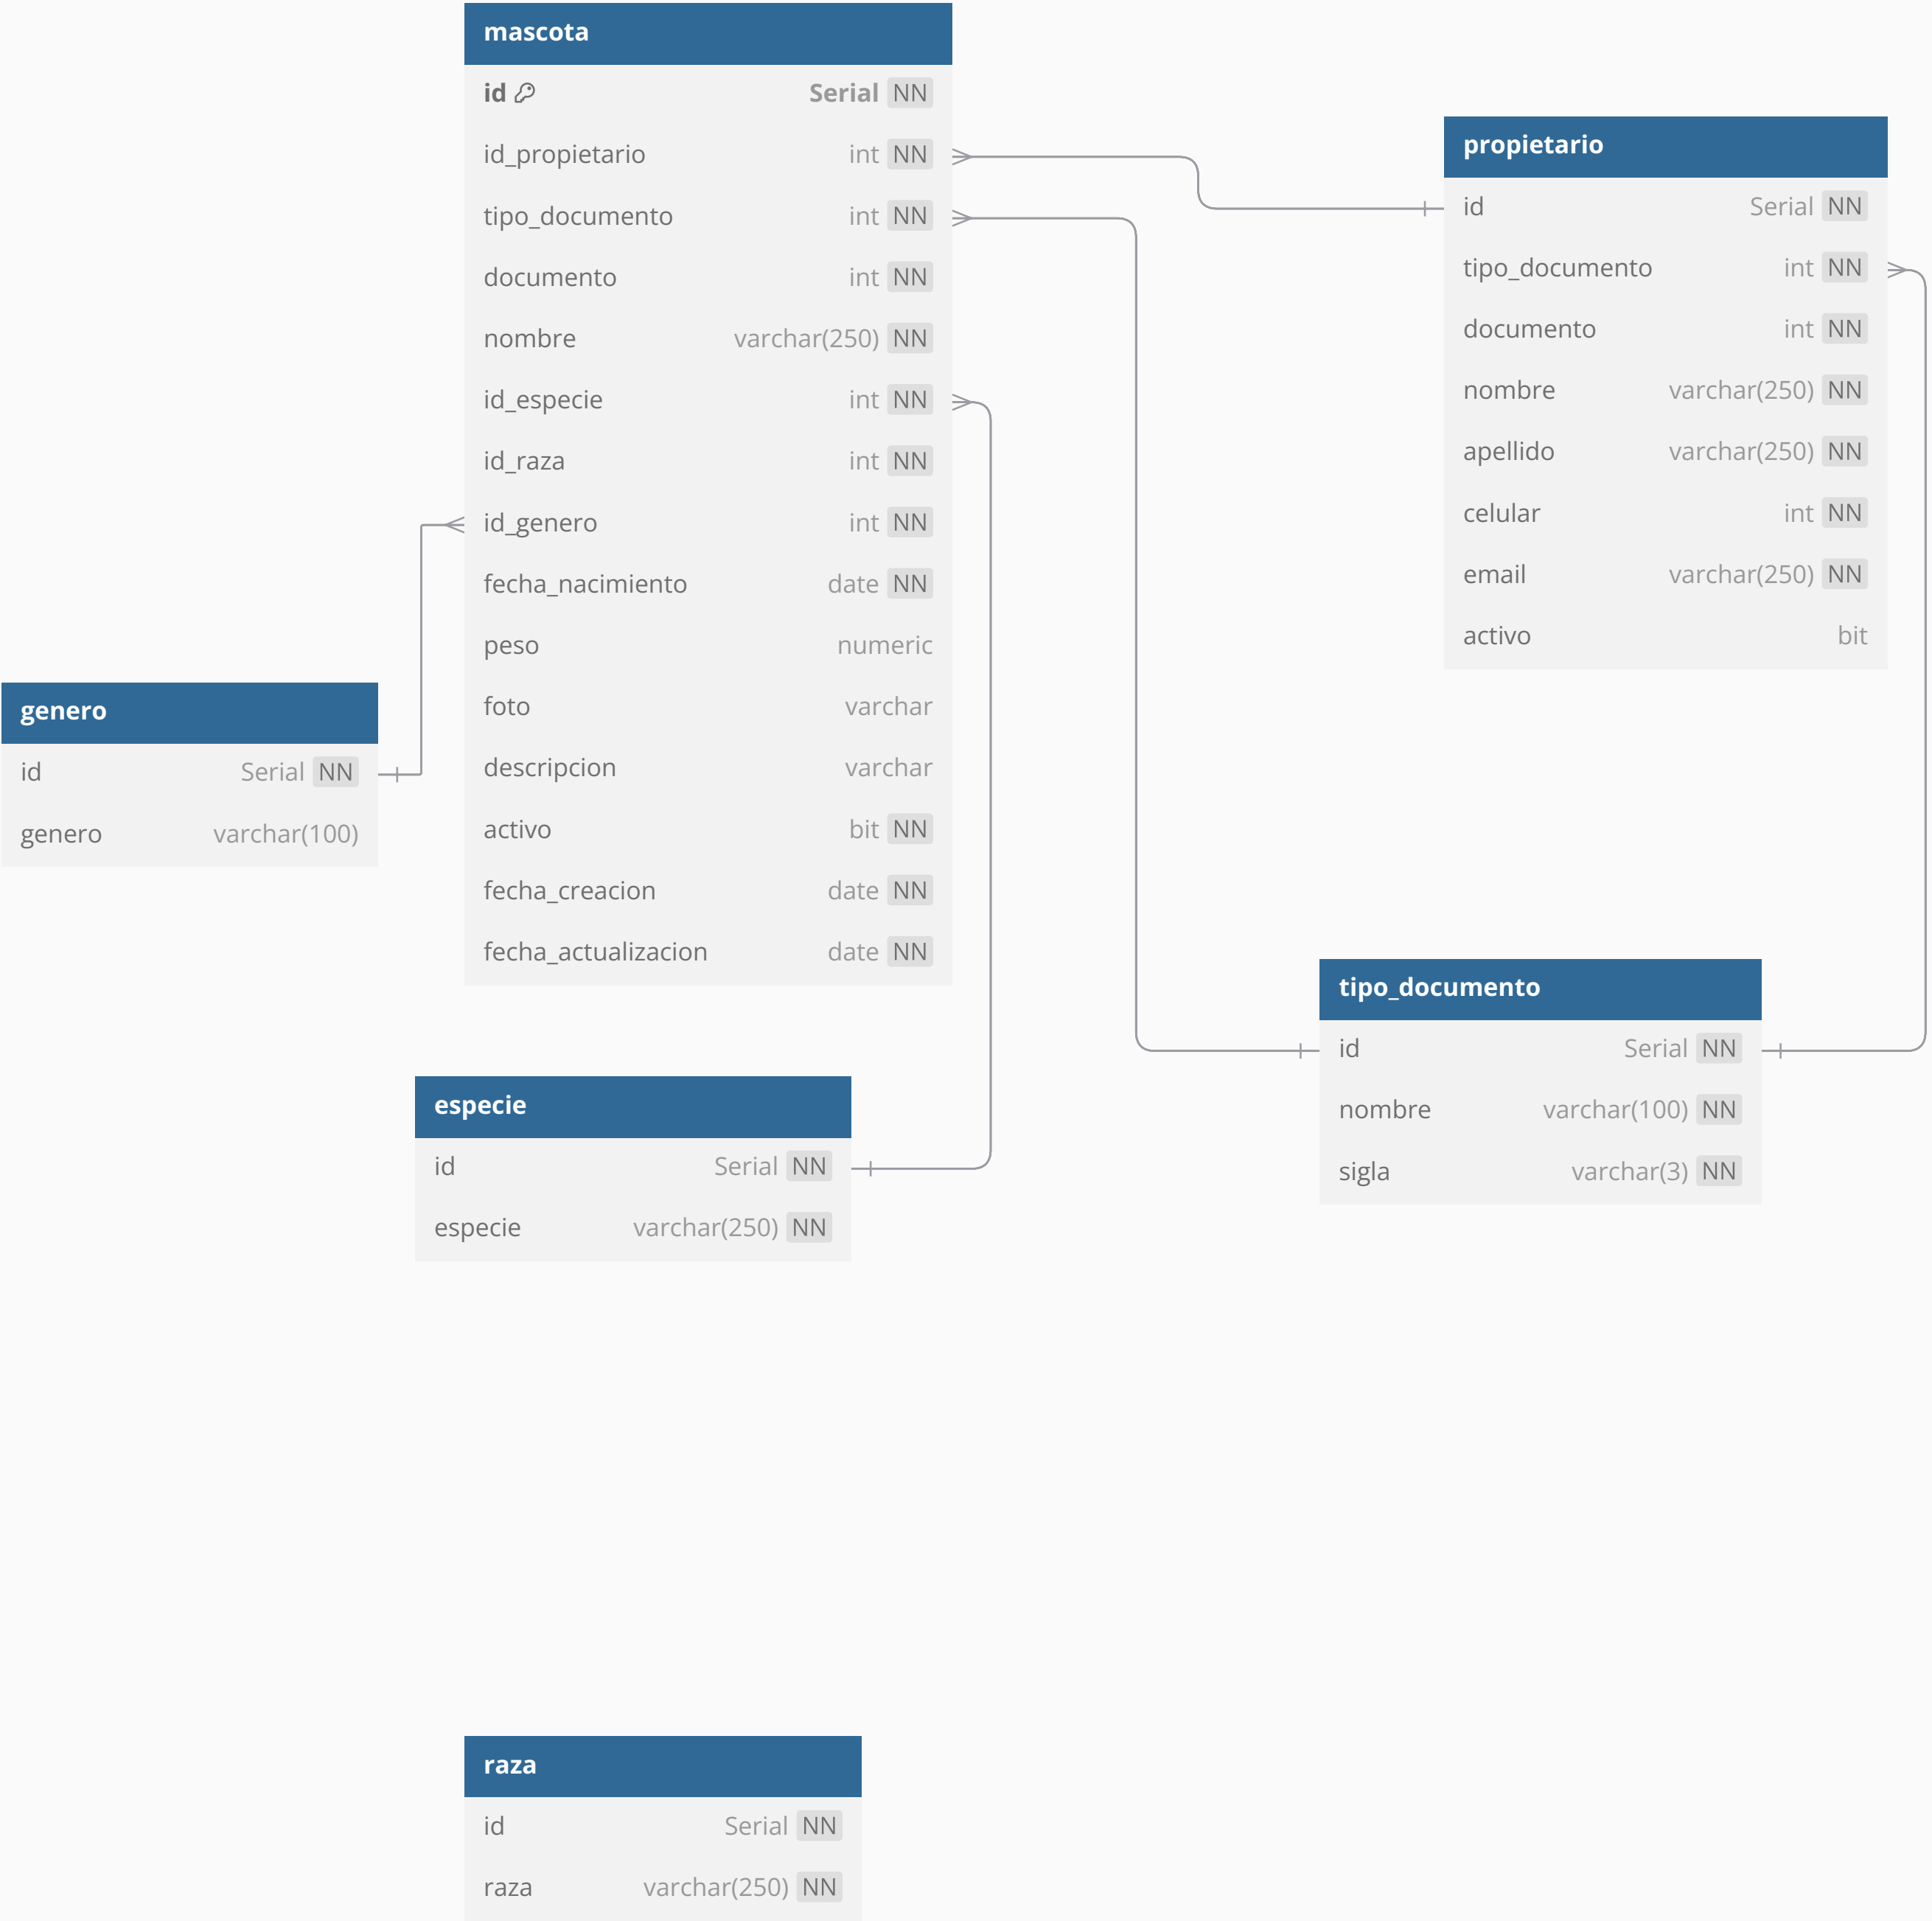 mascota
id Serial NN
id_propietario int NN
tipo_documento int NN
documento int NN
nombre varchar(250) NN
id_especie int NN
id_raza int NN
id_genero int NN
fecha_nacimiento date NN
peso numeric
foto varchar
descripcion varchar
activo bit NN
fecha_creacion date NN
fecha_actualizacion date NN
propietario
id Serial NN
tipo_documento int NN
documento int NN
nombre varchar(250) NN
apellido varchar(250) NN
celular int NN
email varchar(250) NN
activo bit
genero
id Serial NN
genero varchar(100)
tipo_documento
id Serial NN
nombre varchar(100) NN
sigla varchar(3) NN
especie
id Serial NN
especie varchar(250) NN
raza
id Serial NN
raza varchar(250) NN